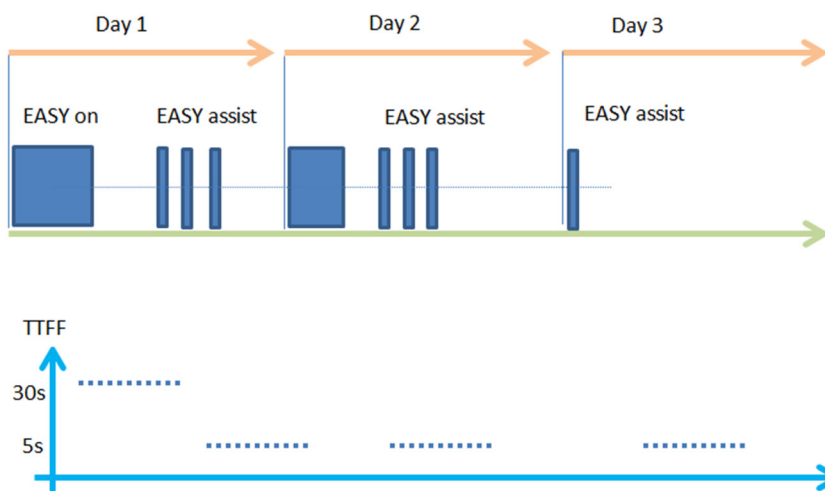 Day 1
Day 2
Day 3
EASY on
EASY assist
EASY assist
EASY assist
TTFF
30s
5s